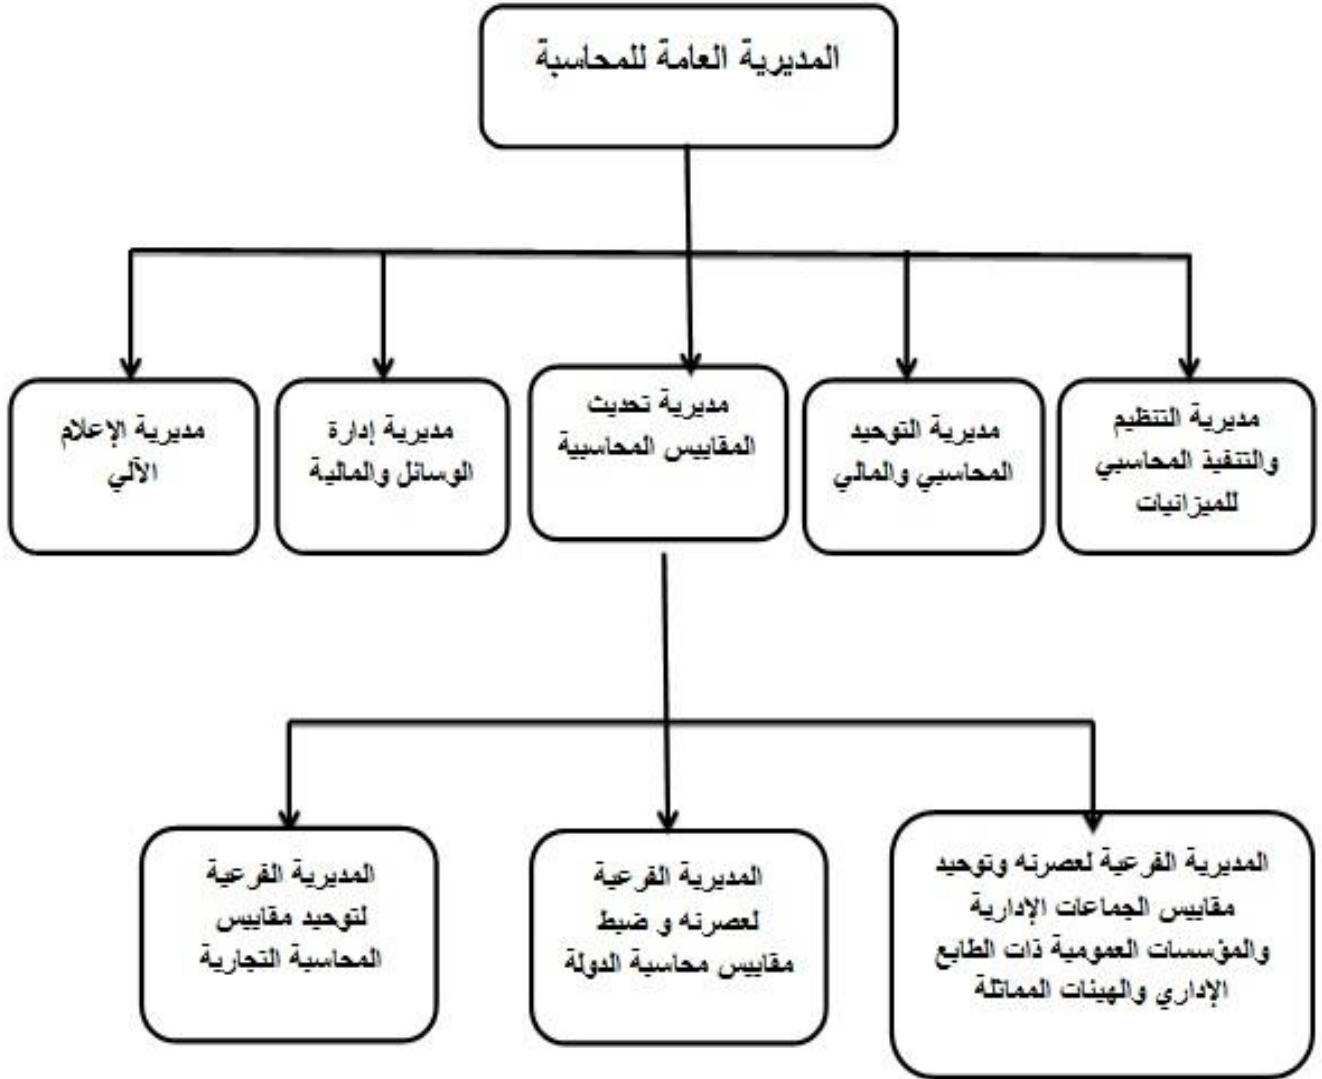 المديرية العامة للمحاسبة
مديرية التنظيم
والتنفيذ المحاسبي
للميزانيات
مديرية التوحيد
المحاسبي والمالي
مديرية تحديث
المقاييس المحاسبية
مديرية إدارة
الوسائل والمالية
مديرية الإعلام
الآلي
المديرية الفرعية لعصرنه وتوحيد
مقاييس الجماعات الإدارية
والمؤسسات العمومية ذات الطابع
الإداري والهيئات المماثلة
المديرية الفرعية
لعصرنه و ضبط
مقاييس محاسبة الدولة
المديرية الفرعية
لتوحيد مقاييس
المحاسبة التجارية